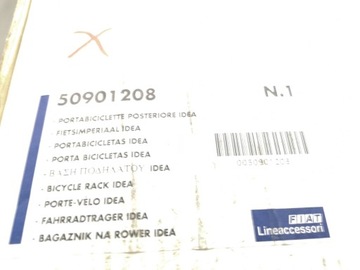 50901208
N.1
PORTABICICLETTE POSTERIORE IDEA
- FIETSIMPERIAAL IDEA
- PORTABICICLETAS IDEA
- PORTA BICICLETAS IDEA
- ΒΑΣΗ ΠΟΔΗΛΑΤΟΥ IDEA
- BICYCLE RACK IDEA
- PORTE-VELO IDEA
- FAHRRADTRAGER IDEA
- BAGAZNIK NA ROWER IDEA
FIAT
Lineaccessori